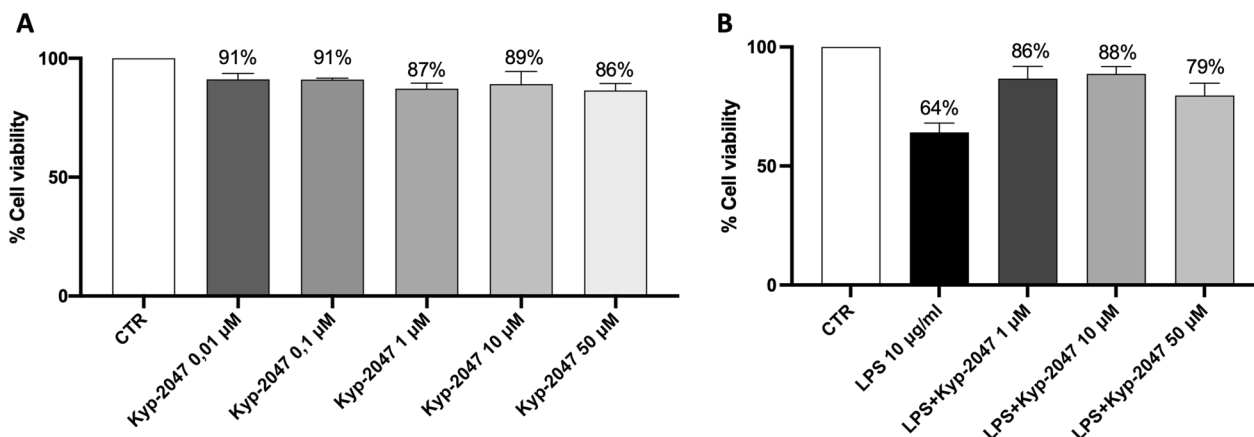 A
% Cell viability
100
50
0
91%
91%
87%
89%
86%
CTR
Kyp-2047 0,01 µM
Kyp-2047 0,1 µM
Kyp-2047 1 µM
Kyp-2047 10 µM
Kyp-2047 50 µM
B
% Cell viability
100
50
0
64%
86%
88%
79%
CTR
LPS 10 µg/ml
LPS+Kyp-2047 1 µM
LPS+Kyp-2047 10 µM
LPS+Kyp-2047 50 µM